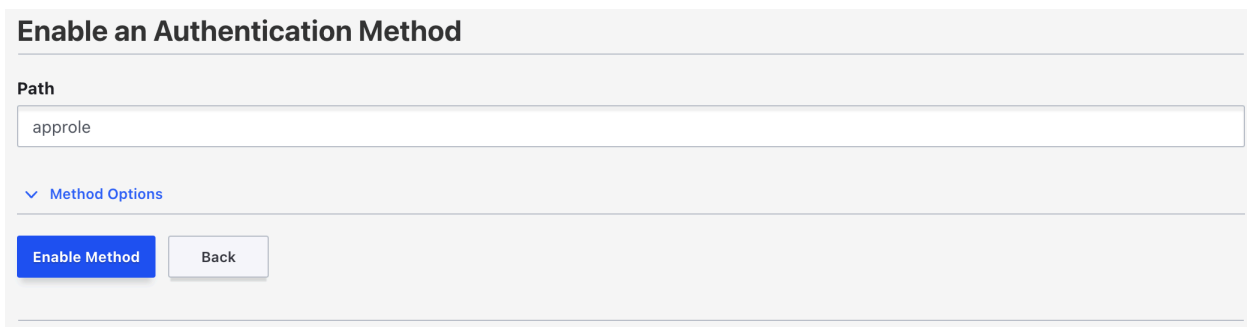 Enable an Authentication Method
Path
approle
Method Options
Enable Method Back